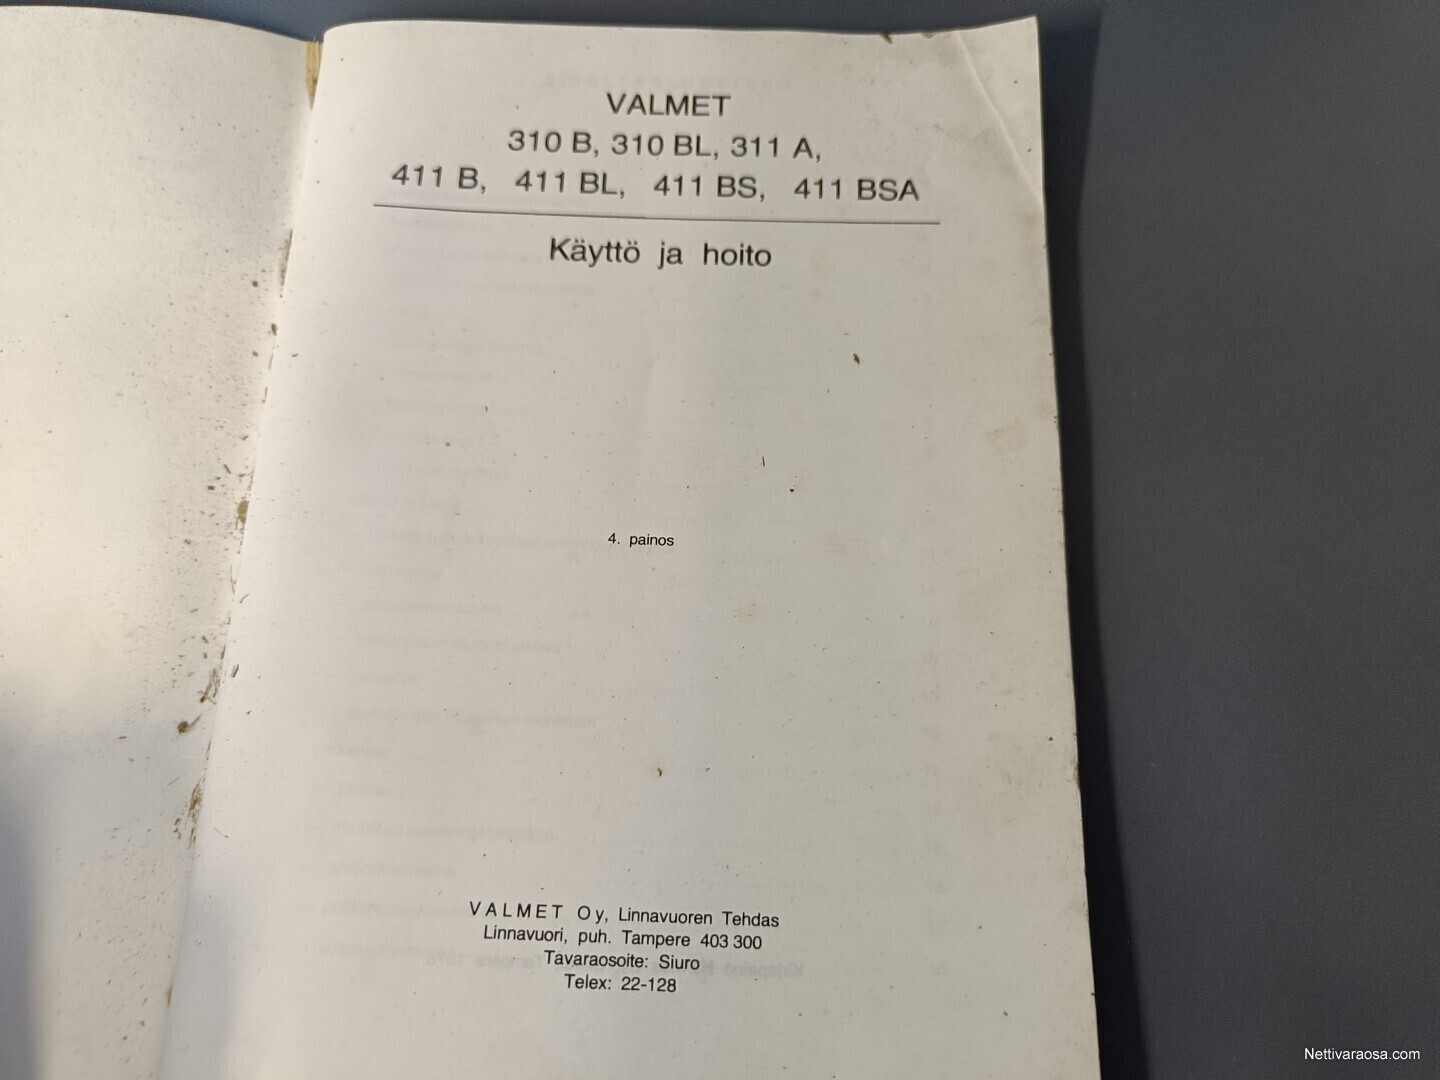 VALMET
310 B, 310 BL, 311 A,
411 B, 411 BL, 411 BS, 411 BSA
Käyttö ja hoito
4. painos
VALMET Oy, Linnavuoren Tehdas
Linnavuori, puh. Tampere 403 300
Tavaraosoite: Siuro
Telex: 22-128
Nettivaraosa.com